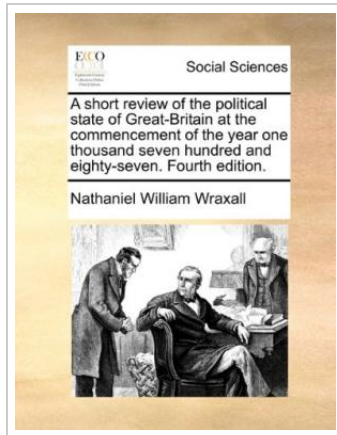 ECCO
Social Sciences
A short review of the political
state of Great-Britain at the
commencement of the year one
thousand seven hundred and
eighty-seven. Fourth edition.
Nathaniel William Wraxall